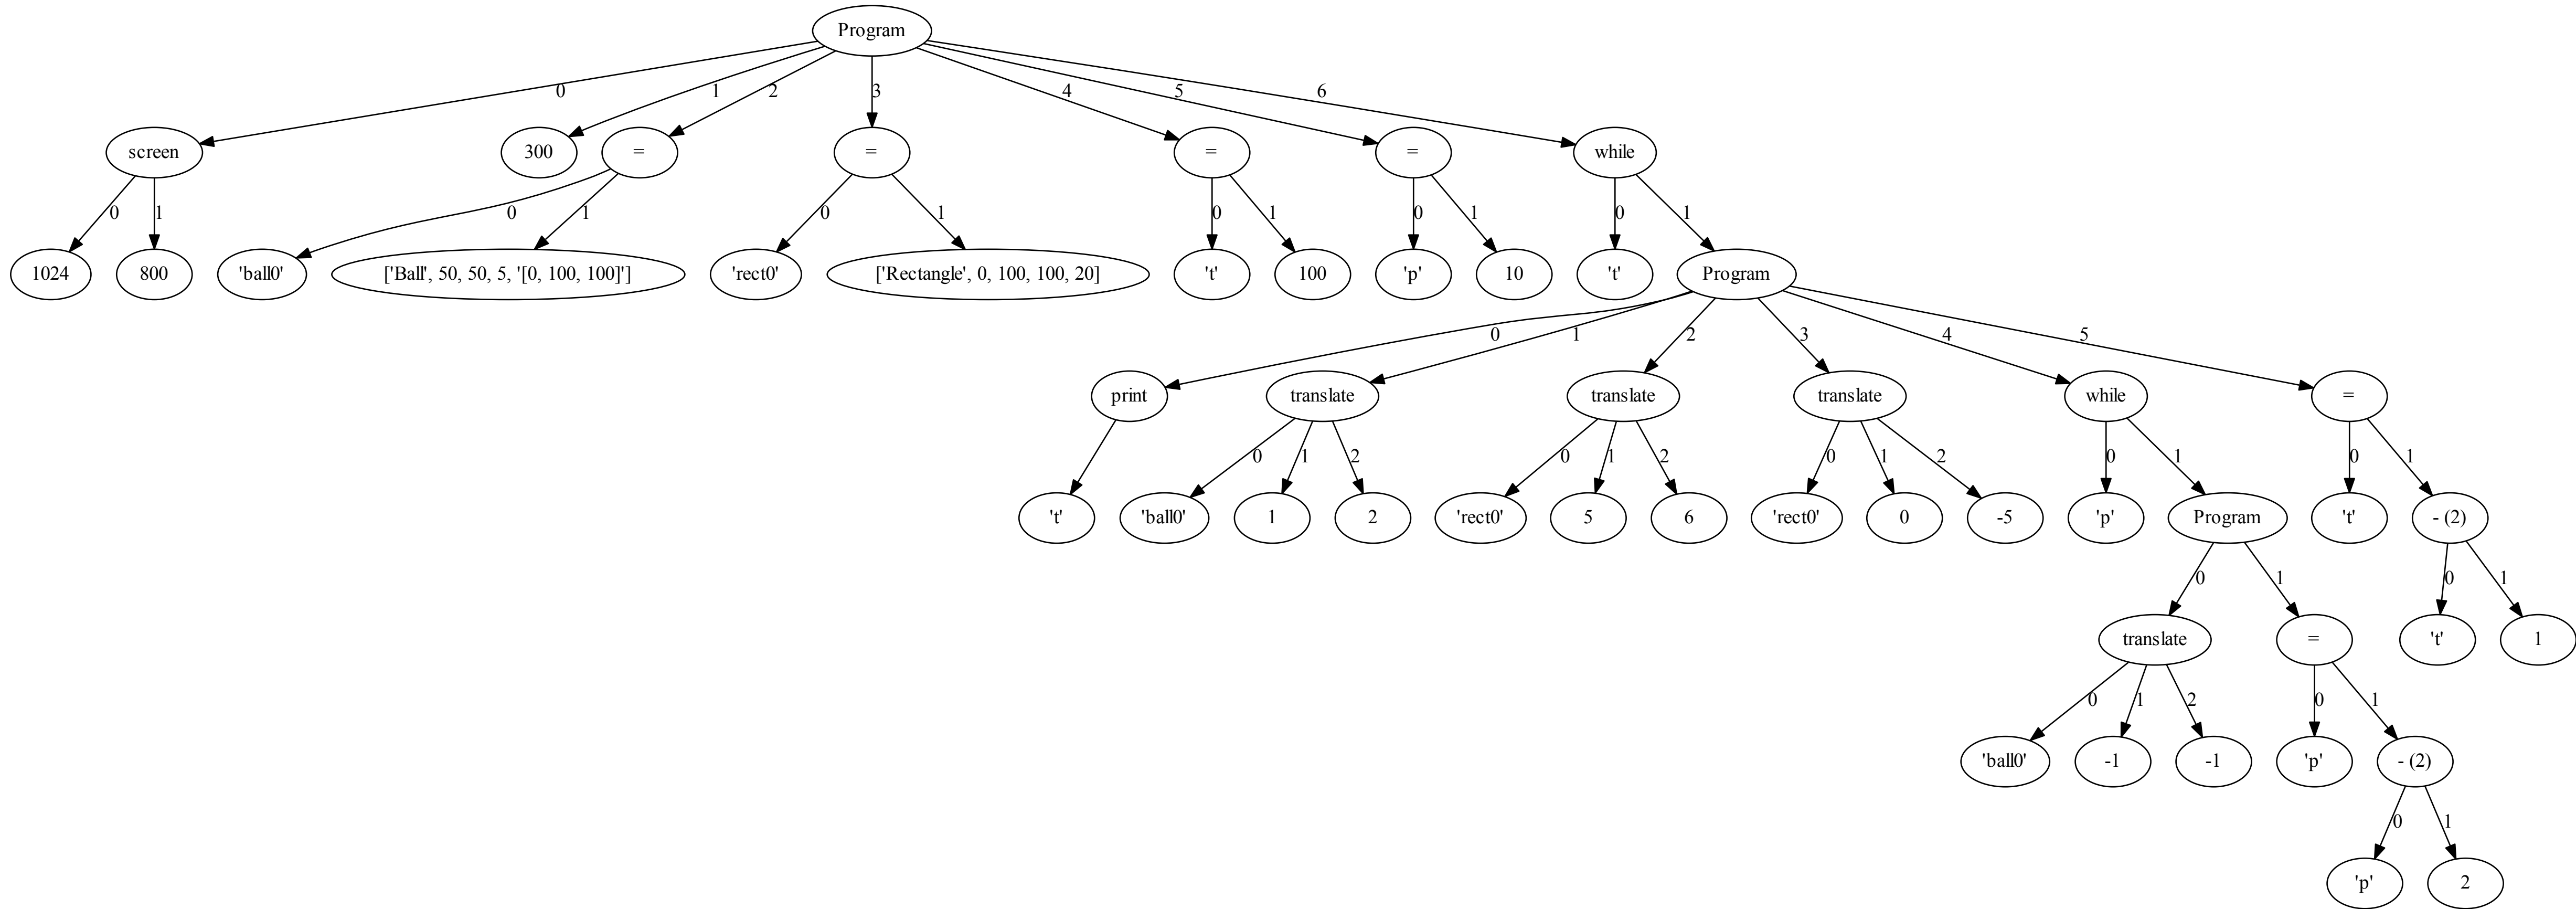 Program
0 1 2 3 4 5 6
screen 300 = = = = while
0 1 0 1 0 1 0 1 0 1 0 1
1024 800 'ball0' ['Ball', 50, 50, 5, '[0, 100, 100]'] 'rect0' ['Rectangle', 0, 100, 100, 20] 't' 100 'p' 10 't' Program
0 1 2 3 4 5
print translate translate translate while =
0 1 2 0 1 2 0 1 2 0 1 0 1
't' 'ball0' 1 2 'rect0' 5 6 'rect0' 0 -5 'p' Program 't' - (2)
0 1 0 1
translate = 't' 1
0 1 2 0 1
'ball0' -1 -1 'p' - (2)
0 1
'p' 2